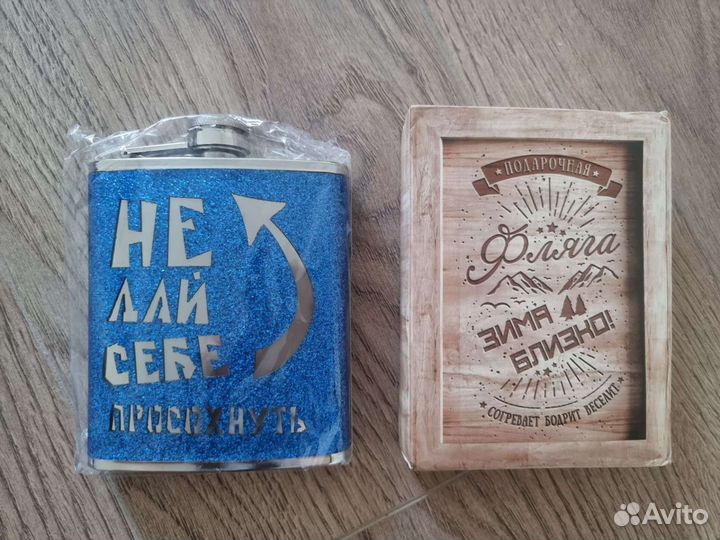 НЕ
ДАЙ
СЕБЕ
ПРОСОХНУТЬ
ПОДАРОЧНАЯ
Фляга
ЗИМА
БЛИЗКО!
СОГРЕВАЕТ БОДРИТ ВЕСЕЛИТ
Avito